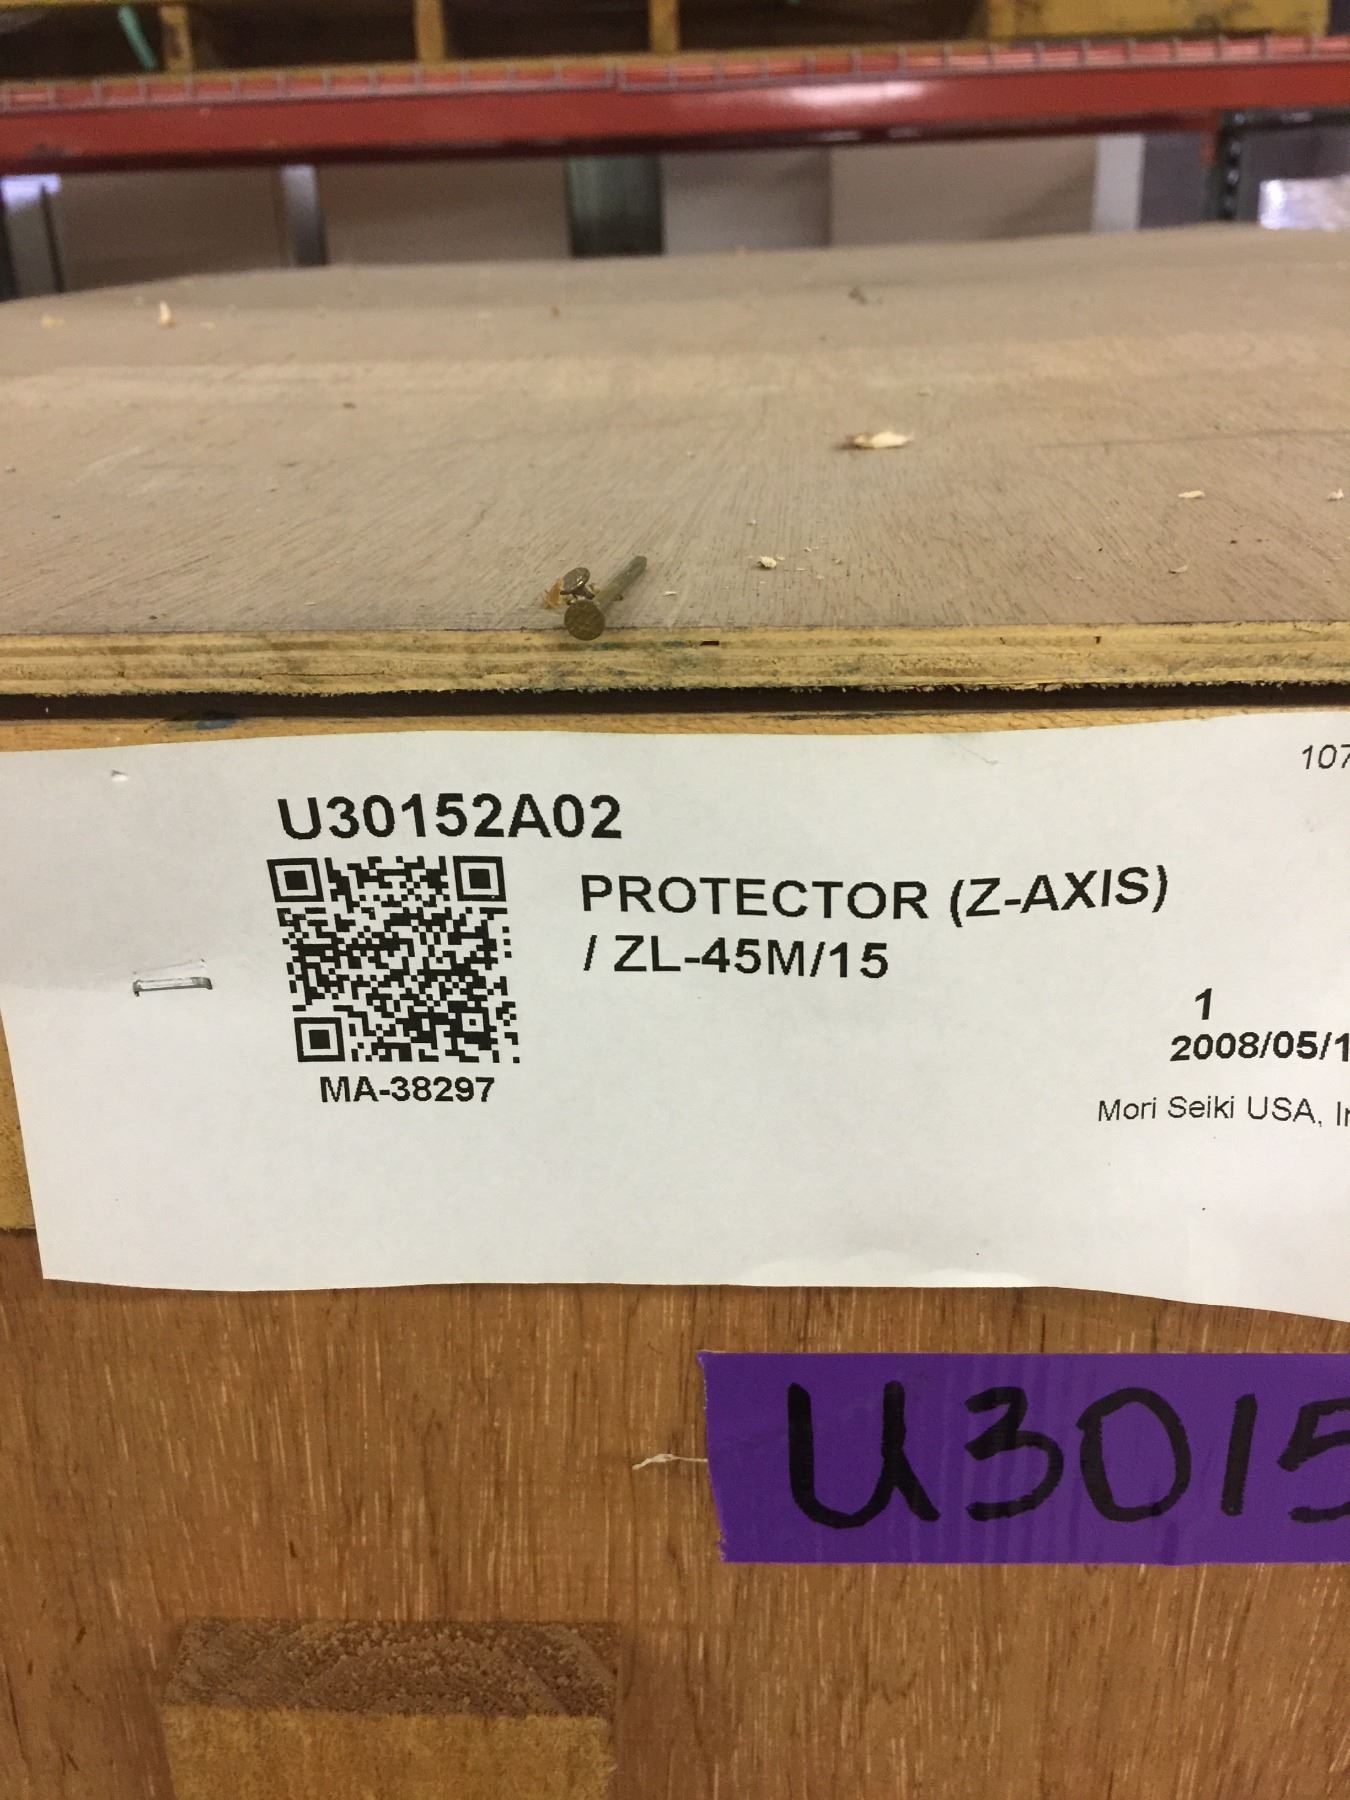 107
U30152A02
PROTECTOR (Z-AXIS)
/ ZL-45M/15
1
2008/05/1
MA-38297
Mori Seiki USA, In
U3015